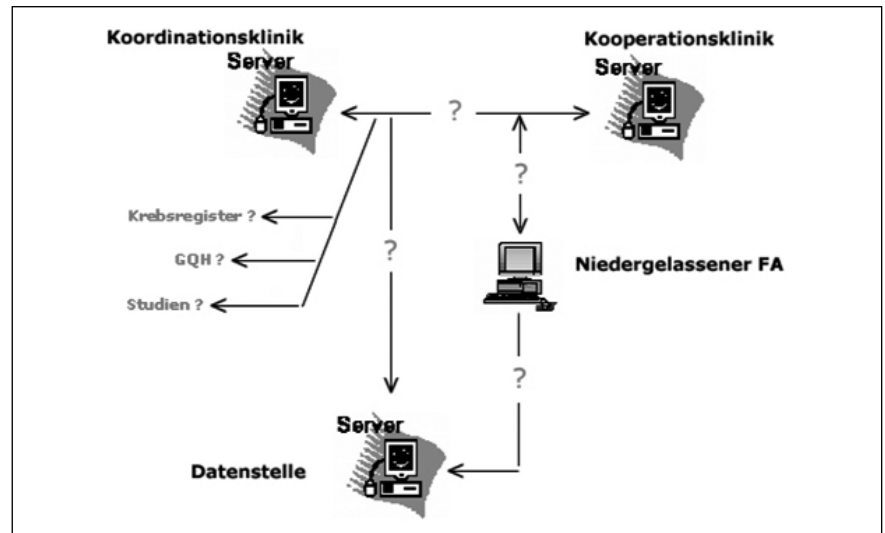 Koordinationsklinik
Server
Kooperationsklinik
Server
?
?
Krebsregister ?
GQH ?
Studien ?
?
Niedergelassener FA
?
Server
Datenstelle